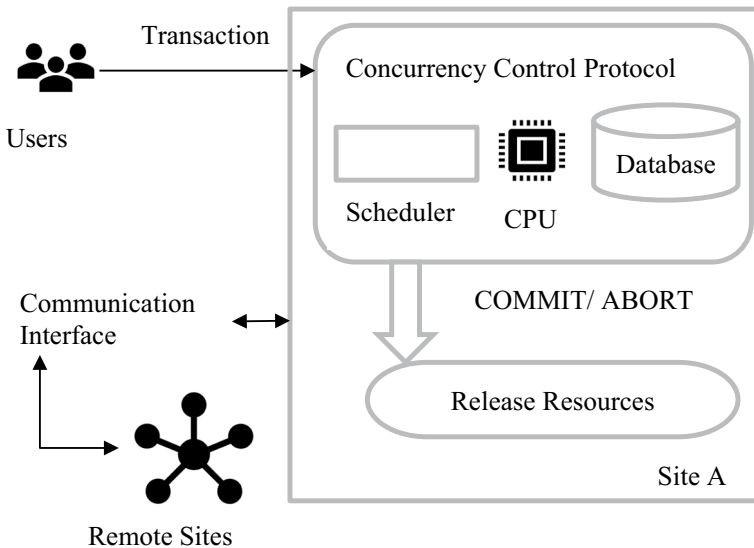 Transaction
Users
Concurrency Control Protocol
Scheduler
CPU
Database
COMMIT/ ABORT
Communication
Interface
Release Resources
Site A
Remote Sites